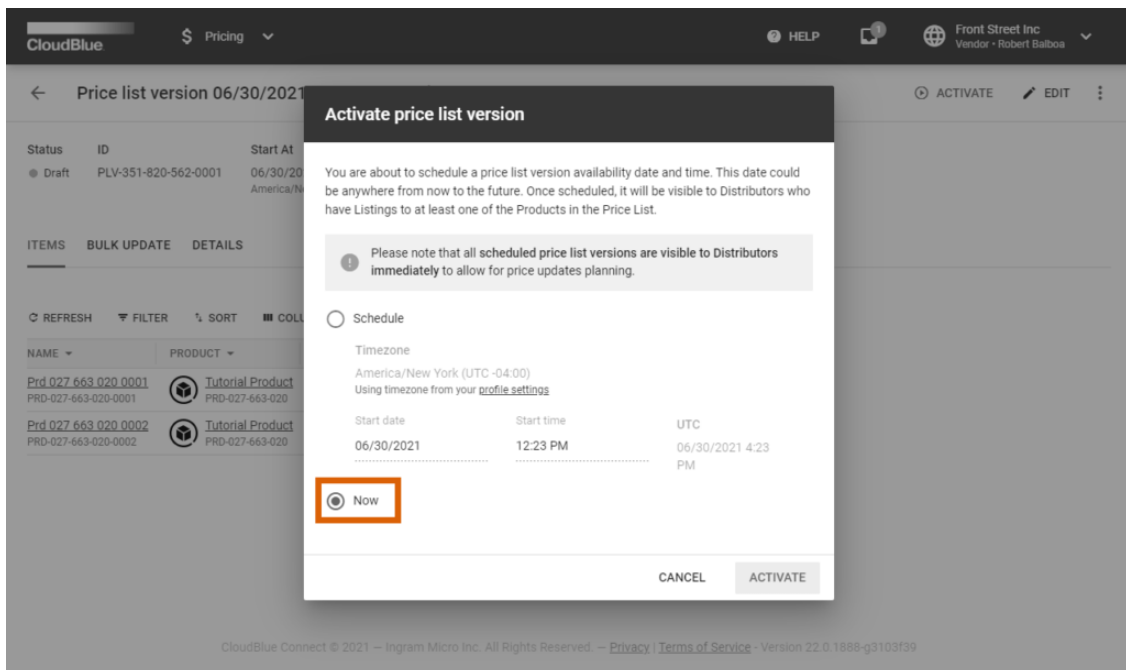 CloudBlue
$ Pricing
HELP
1
Front Street Inc
Vendor • Robert Balboa
Price list version 06/30/2021
ACTIVATE
EDIT
Status ID Start At
Draft PLV-351-820-562-0001 06/30/20
America/N
ITEMS BULK UPDATE DETAILS
REFRESH FILTER SORT COLU
NAME PRODUCT
Prd 027 663 020 0001 Tutorial Product
PRD-027-663-020-0001 PRD-027-663-020
Prd 027 663 020 0002 Tutorial Product
PRD-027-663-020-0002 PRD-027-663-020
Activate price list version
You are about to schedule a price list version availability date and time. This date could
be anywhere from now to the future. Once scheduled, it will be visible to Distributors who
have Listings to at least one of the Products in the Price List.
Please note that all scheduled price list versions are visible to Distributors
immediately to allow for price updates planning.
Schedule
Timezone
America/New York (UTC -04:00)
Using timezone from your profile settings
Start date Start time UTC
06/30/2021 12:23 PM 06/30/2021 4:23
PM
Now
CANCEL ACTIVATE
CloudBlue Connect © 2021 — Ingram Micro Inc. All Rights Reserved. — Privacy | Terms of Service - Version 22.0.1888-g3103f39